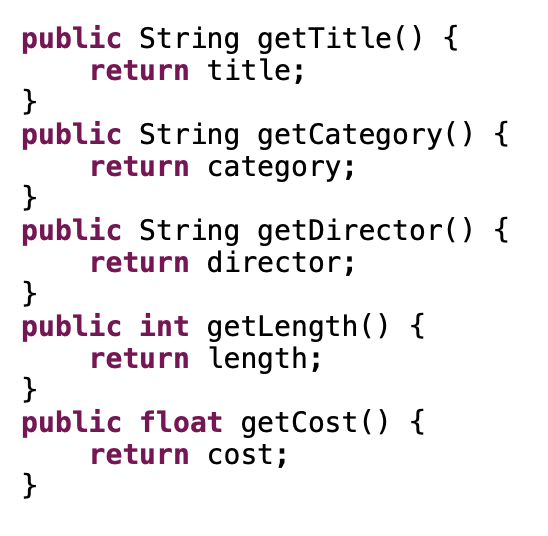 public String getTitle() {
    return title;
}
public String getCategory() {
    return category;
}
public String getDirector() {
    return director;
}
public int getLength() {
    return length;
}
public float getCost() {
    return cost;
}